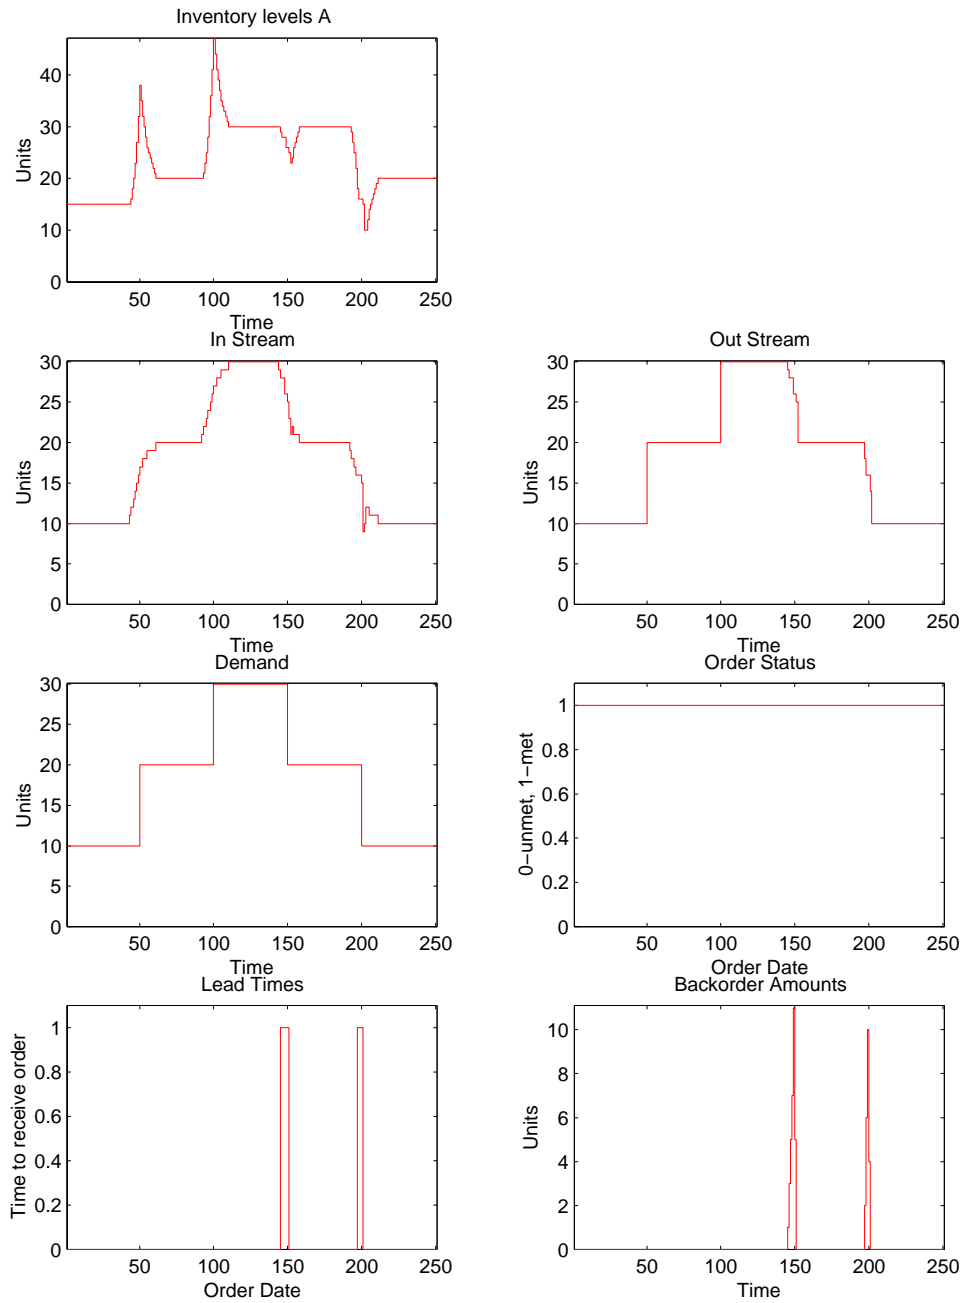 Inventory levels A
40
30
20
10
0
Units
50 100 150 200 250
Time
In Stream
30
25
20
15
10
5
0
Units
50 100 150 200 250
Time
Out Stream
30
25
20
15
10
5
0
Units
50 100 150 200 250
Time
Demand
30
25
20
15
10
5
0
Units
50 100 150 200 250
Time
Order Status
1
0.8
0.6
0.4
0.2
0
0−unmet, 1−met
50 100 150 200 250
Order Date
Lead Times
1
0.8
0.6
0.4
0.2
0
Time to receive order
50 100 150 200 250
Order Date
Backorder Amounts
10
8
6
4
2
0
Units
50 100 150 200 250
Time